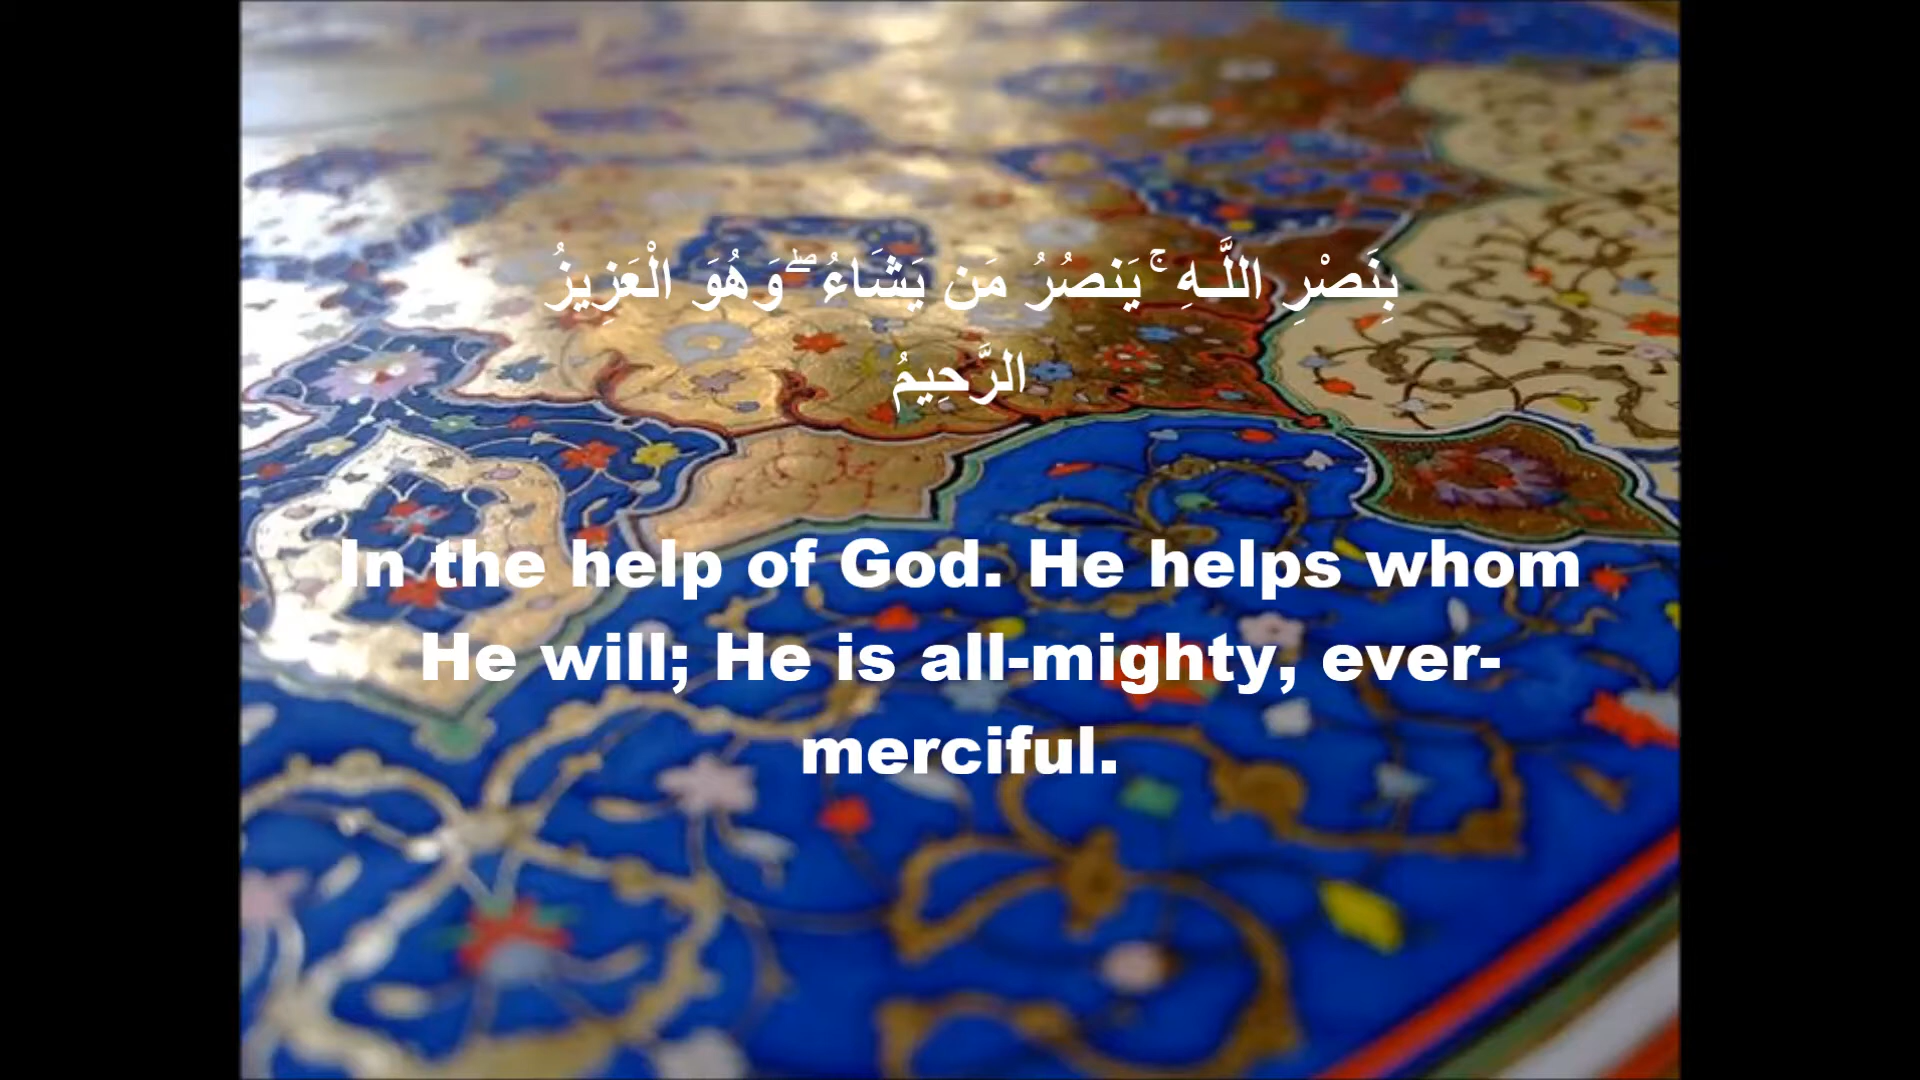 بِنَصْرِ اللَّـهِ ۚ يَنصُرُ مَن يَشَاءُ ۖ وَهُوَ الْعَزِيزُ
الرَّحِيمُ
In the help of God. He helps whom
He will; He is all-mighty, ever-
merciful.